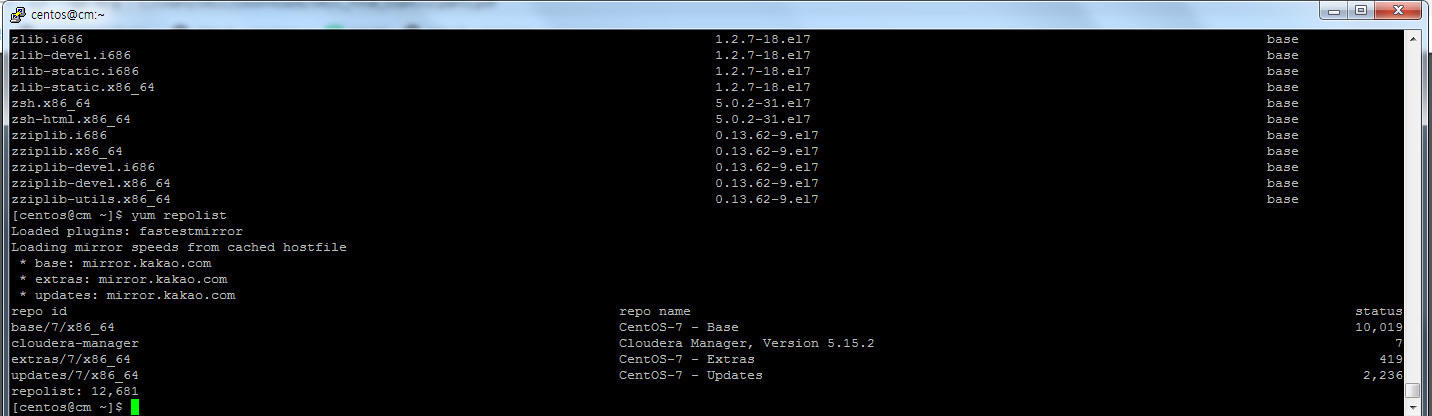 centos@cm:~
zlib.i686 1.2.7-18.el7 base
zlib-devel.i686 1.2.7-18.el7 base
zlib-static.i686 1.2.7-18.el7 base
zlib-static.x86_64 1.2.7-18.el7 base
zsh.x86_64 5.0.2-31.el7 base
zsh-html.x86_64 5.0.2-31.el7 base
zziplib.i686 0.13.62-9.el7 base
zziplib.x86_64 0.13.62-9.el7 base
zziplib-devel.i686 0.13.62-9.el7 base
zziplib-devel.x86_64 0.13.62-9.el7 base
zziplib-utils.x86_64 0.13.62-9.el7 base
[centos@cm ~]$ yum repolist
Loaded plugins: fastestmirror
Loading mirror speeds from cached hostfile
 * base: mirror.kakao.com
 * extras: mirror.kakao.com
 * updates: mirror.kakao.com
repo id repo name status
base/7/x86_64 CentOS-7 - Base 10,019
cloudera-manager Cloudera Manager, Version 5.15.2 7
extras/7/x86_64 CentOS-7 - Extras 419
updates/7/x86_64 CentOS-7 - Updates 2,236
repolist: 12,681
[centos@cm ~]$